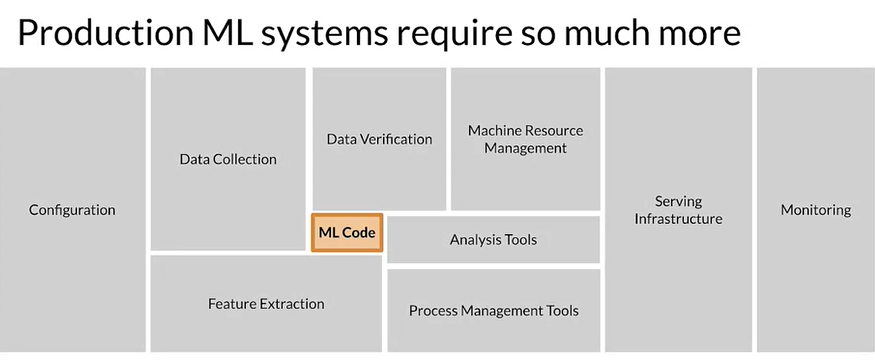 Production ML systems require so much more
Configuration
Data Collection
Data Verification
Machine Resource
Management
ML Code
Analysis Tools
Feature Extraction
Process Management Tools
Serving
Infrastructure
Monitoring